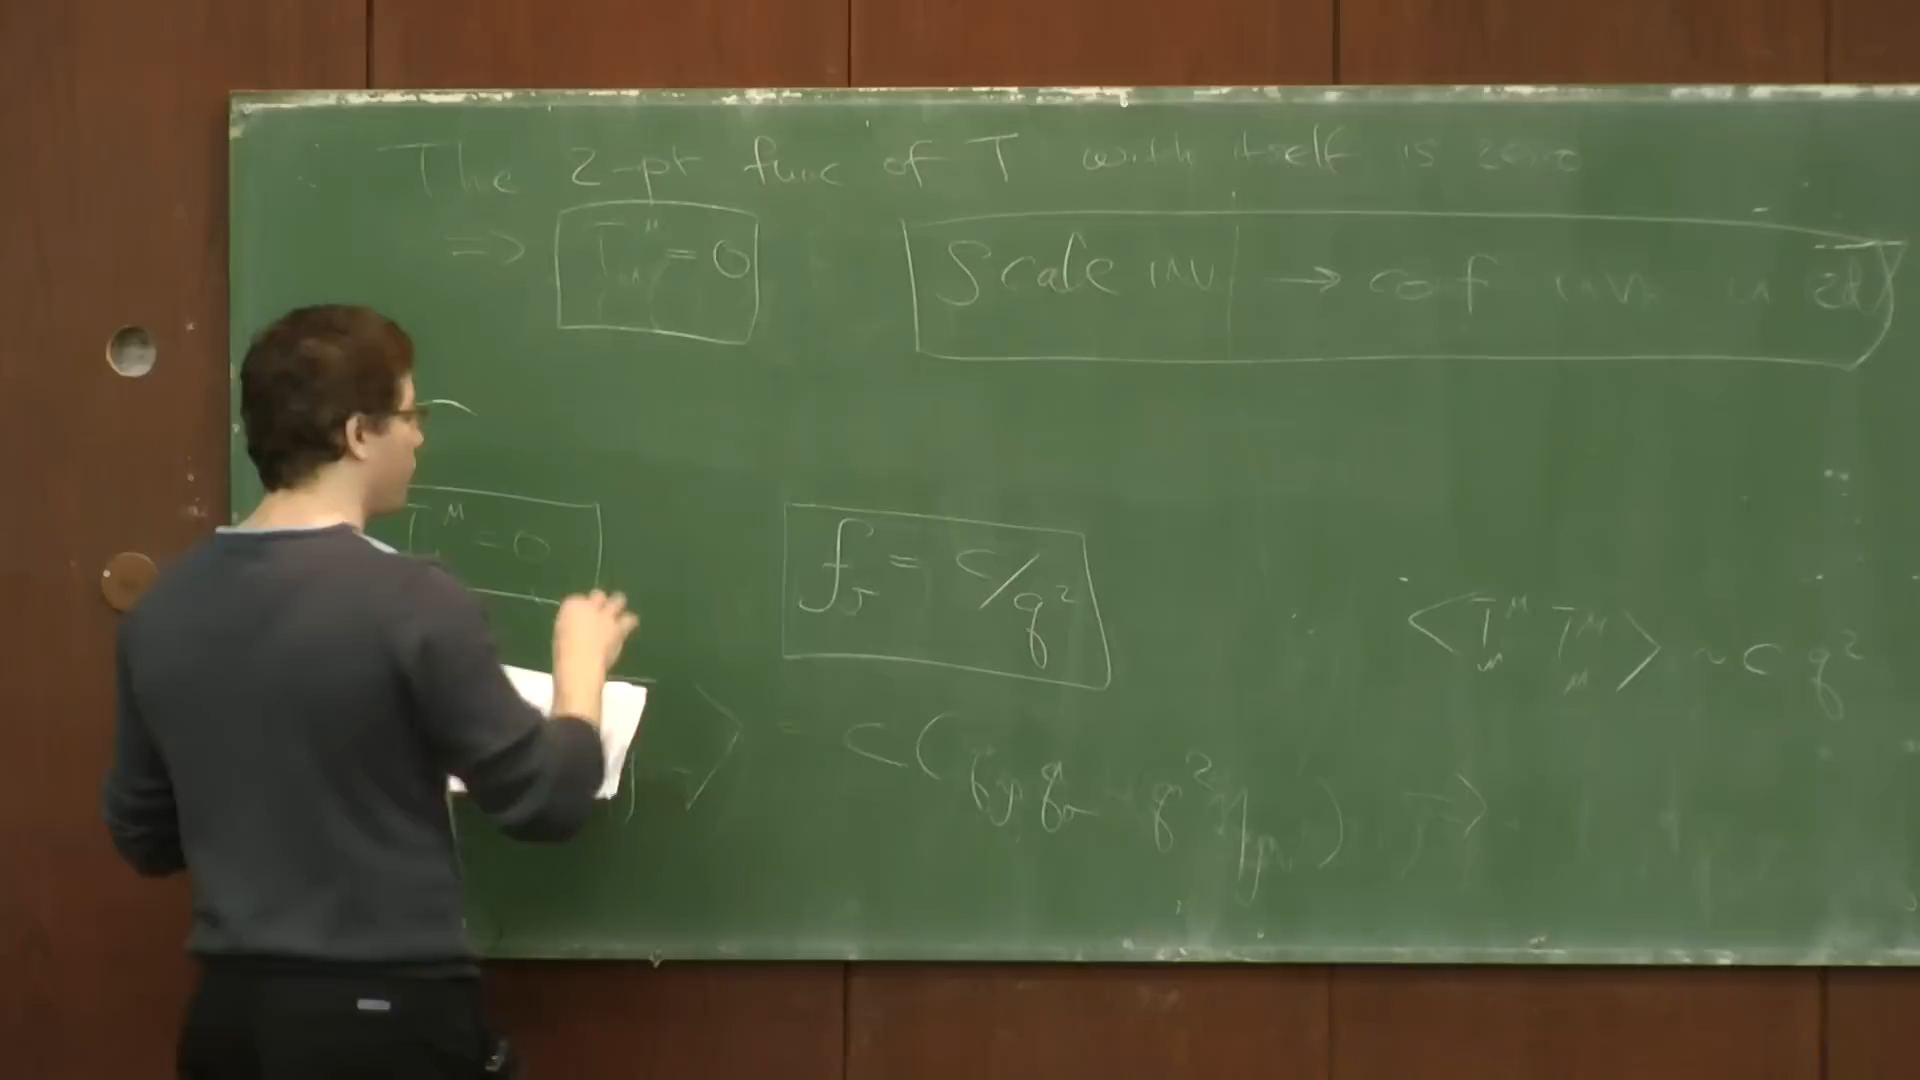 The 2-pt func of T with itself is zero
⇒ T_μ^μ = 0 Scale inv → conf inv in 2d
T^μ = 0 f_J = c/q²
⟨T_μ^μ T_μ^μ⟩ ~ c q²
⟩ = c(q_μ q_ν q² η_μν) ⇒